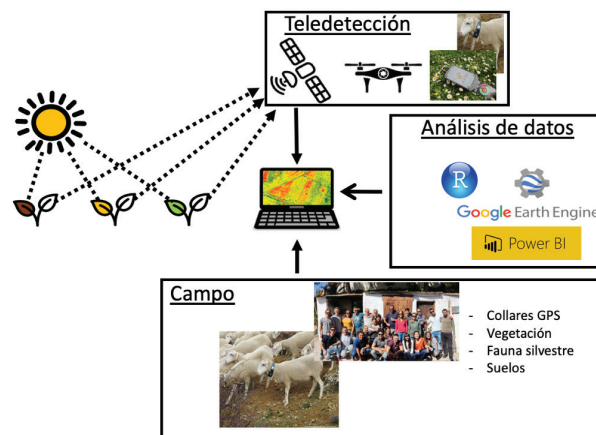 Teledetección
Análisis de datos
R
Google Earth Engine
Power BI
Campo
- Collares GPS
- Vegetación
- Fauna silvestre
- Suelos